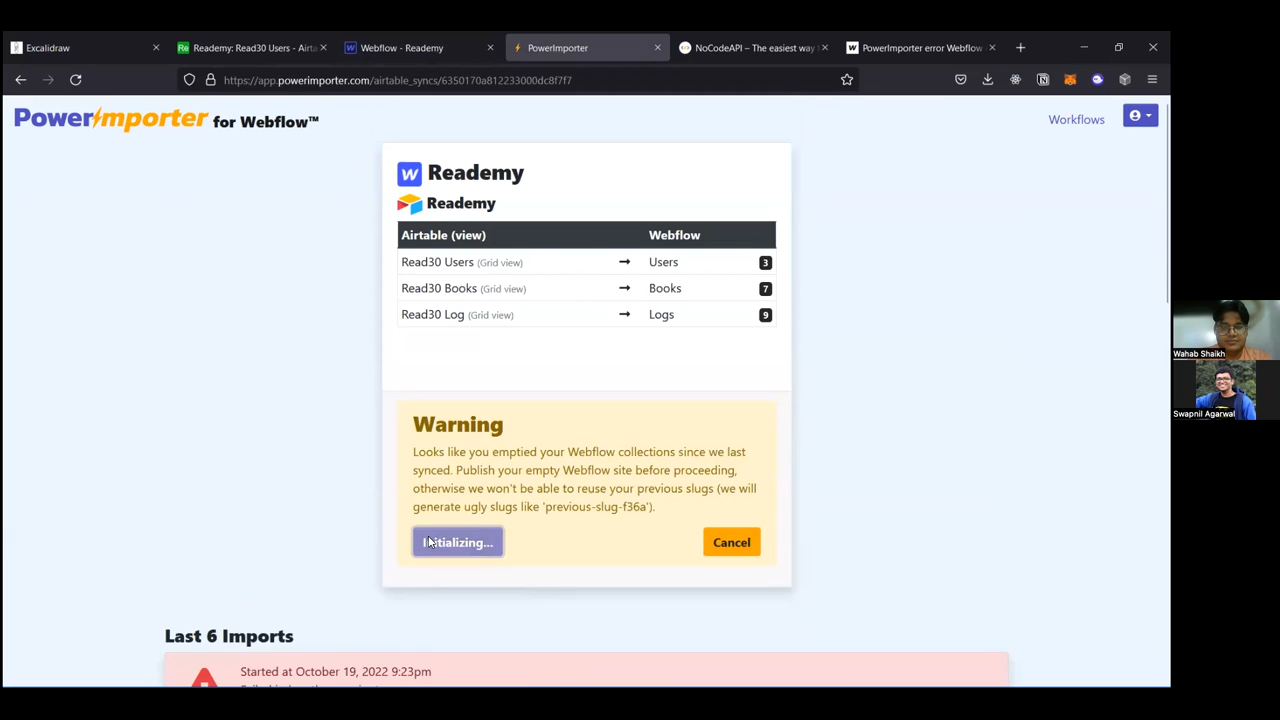 Excalidraw
Reademy: Read30 Users - Airta
Webflow - Reademy
PowerImporter
NoCodeAPI – The easiest way
PowerImporter error Webflow
https://app.powerimporter.com/airtable_syncs/6350170a812233000dc8f7f7
PowerImporter for Webflow™
Workflows
Reademy
Reademy
Airtable (view) Webflow
Read30 Users (Grid view) → Users 3
Read30 Books (Grid view) → Books 7
Read30 Log (Grid view) → Logs 9
Warning
Looks like you emptied your Webflow collections since we last
synced. Publish your empty Webflow site before proceeding,
otherwise we won't be able to reuse your previous slugs (we will
generate ugly slugs like 'previous-slug-f36a').
Initializing...
Cancel
Last 6 Imports
Started at October 19, 2022 9:23pm
Wahab Shaikh
Swapnil Agarwal